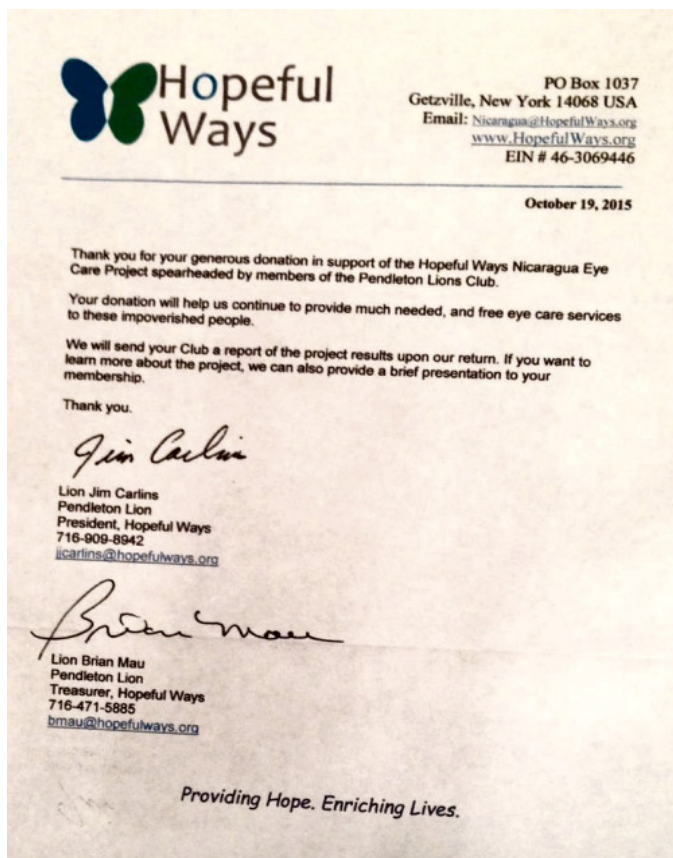 Hopeful
Ways
PO Box 1037
Getzville, New York 14068 USA
Email: Nicaragua@HopefulWays.org
www.HopefulWays.org
EIN # 46-3069446
October 19, 2015
Thank you for your generous donation in support of the Hopeful Ways Nicaragua Eye
Care Project spearheaded by members of the Pendleton Lions Club.
Your donation will help us continue to provide much needed, and free eye care services
to these impoverished people.
We will send your Club a report of the project results upon our return. If you want to
learn more about the project, we can also provide a brief presentation to your
membership.
Thank you.
Jim Carlins
Lion Jim Carlins
Pendleton Lion
President, Hopeful Ways
716-909-8942
jjcarlins@hopefulways.org
Brian Mau
Lion Brian Mau
Pendleton Lion
Treasurer, Hopeful Ways
716-471-5885
bmau@hopefulways.org
Providing Hope. Enriching Lives.